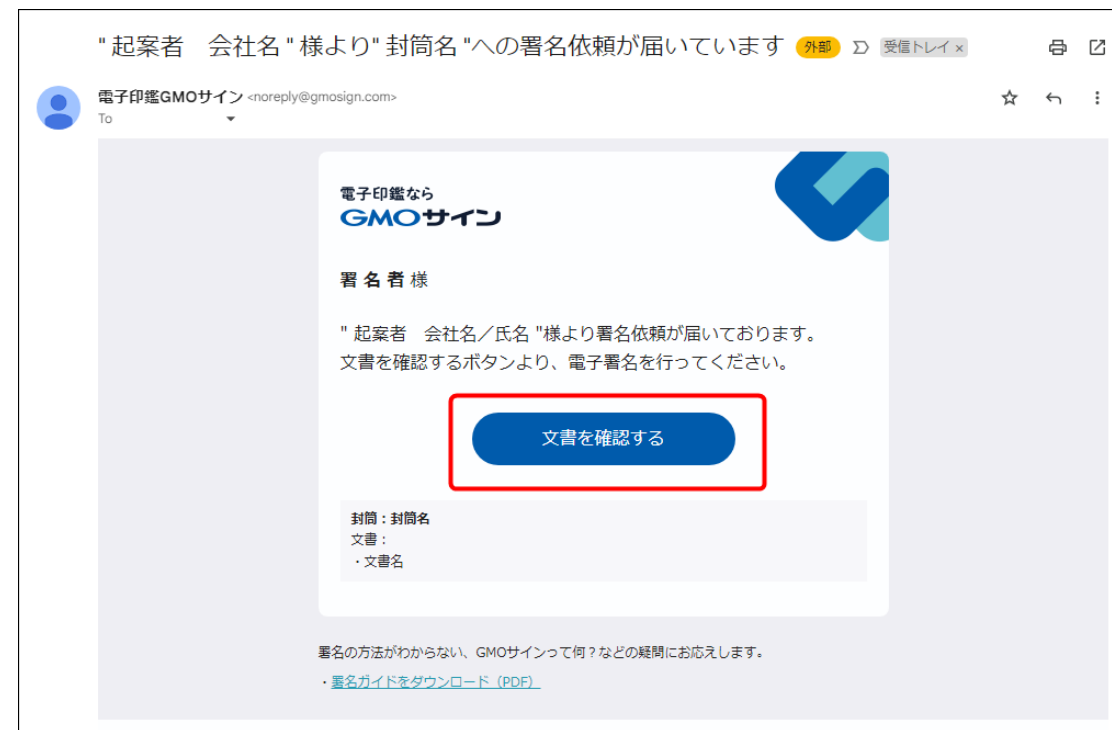 "起案者　会社名"様より"封筒名"への署名依頼が届いています 外部 受信トレイ ×
電子印鑑GMOサイン <noreply@gmosign.com>
To
電子印鑑なら
GMOサイン
署名者 様
"起案者　会社名／氏名"様より署名依頼が届いております。
文書を確認するボタンより、電子署名を行ってください。
文書を確認する
封筒：封筒名
文書：
・文書名
署名の方法がわからない、GMOサインって何？などの疑問にお応えします。
・署名ガイドをダウンロード（PDF）